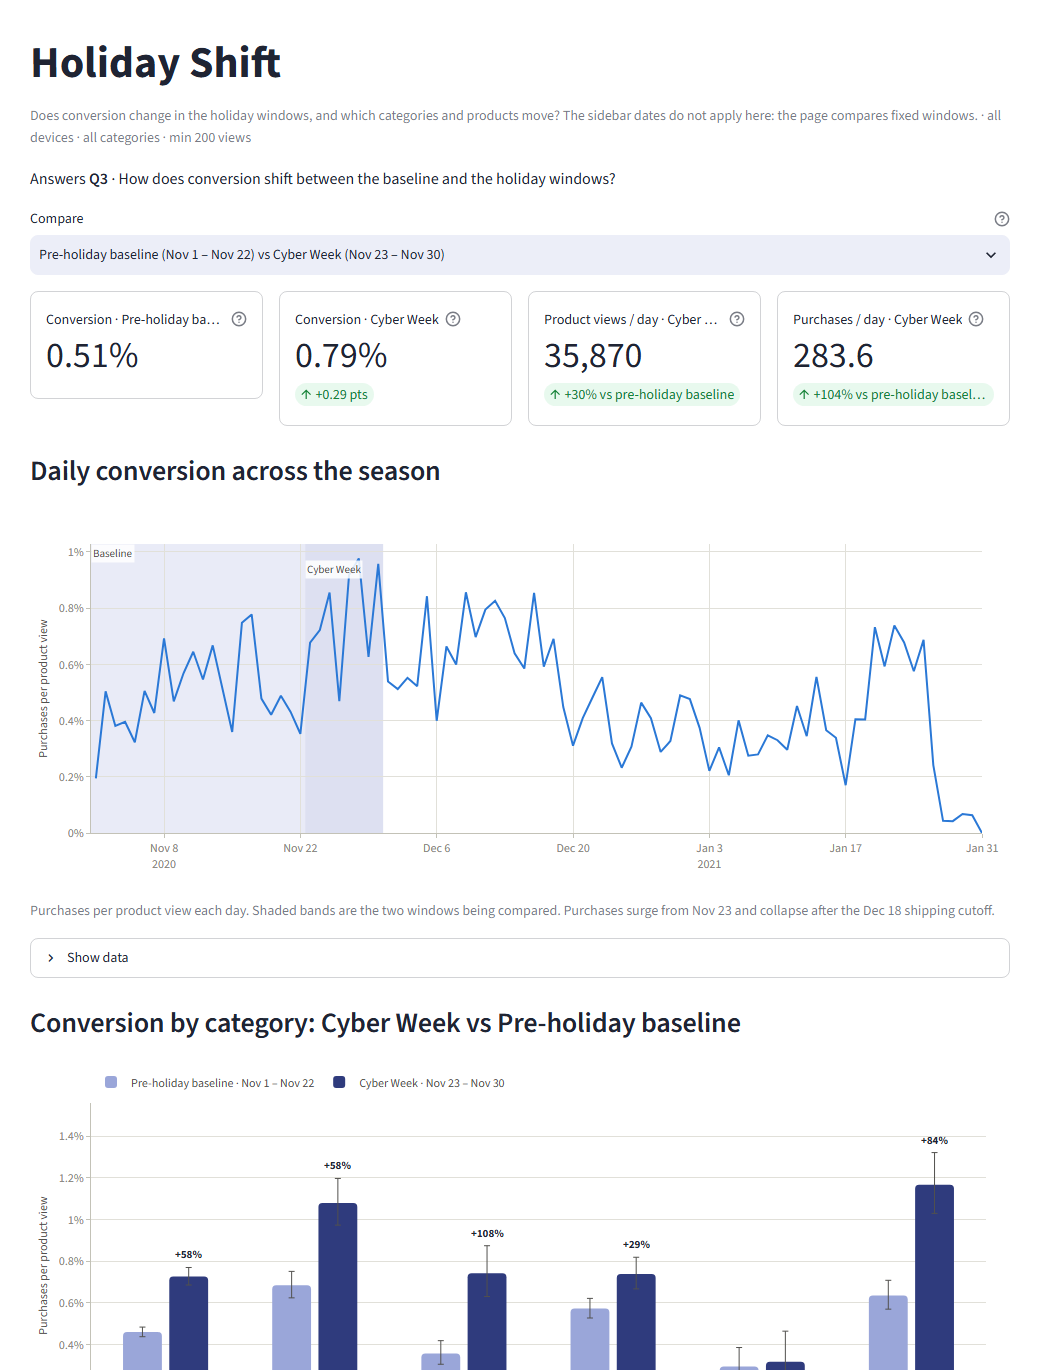 Holiday Shift
Does conversion change in the holiday windows, and which categories and products move? The sidebar dates do not apply here: the page compares fixed windows. · all
devices · all categories · min 200 views
Answers Q3 · How does conversion shift between the baseline and the holiday windows?
Compare
Pre-holiday baseline (Nov 1 – Nov 22) vs Cyber Week (Nov 23 – Nov 30)
Conversion · Pre-holiday ba…
0.51%
Conversion · Cyber Week
0.79%
↑ +0.29 pts
Product views / day · Cyber …
35,870
↑ +30% vs pre-holiday baseline
Purchases / day · Cyber Week
283.6
↑ +104% vs pre-holiday basel…
Daily conversion across the season
Purchases per product view
1%
0.8%
0.6%
0.4%
0.2%
0%
Baseline
Cyber Week
Nov 8
2020
Nov 22
Dec 6
Dec 20
Jan 3
2021
Jan 17
Jan 31
Purchases per product view each day. Shaded bands are the two windows being compared. Purchases surge from Nov 23 and collapse after the Dec 18 shipping cutoff.
Show data
Conversion by category: Cyber Week vs Pre-holiday baseline
Pre-holiday baseline · Nov 1 – Nov 22
Cyber Week · Nov 23 – Nov 30
Purchases per product view
1.4%
1.2%
1%
0.8%
0.6%
0.4%
+58%
+58%
+108%
+29%
+84%